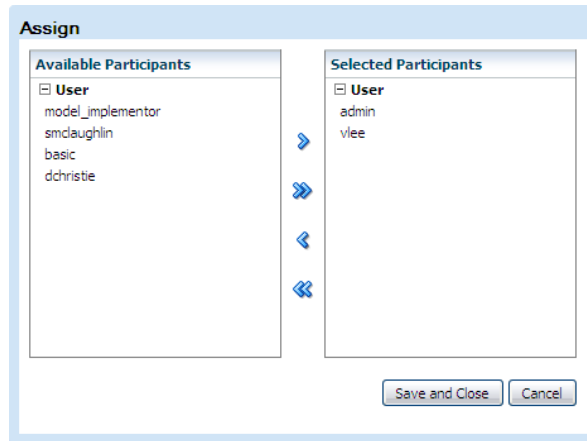 Assign
Available Participants
User
model_implementor
smclaughlin
basic
dchristie
Selected Participants
User
admin
vlee
Save and Close
Cancel